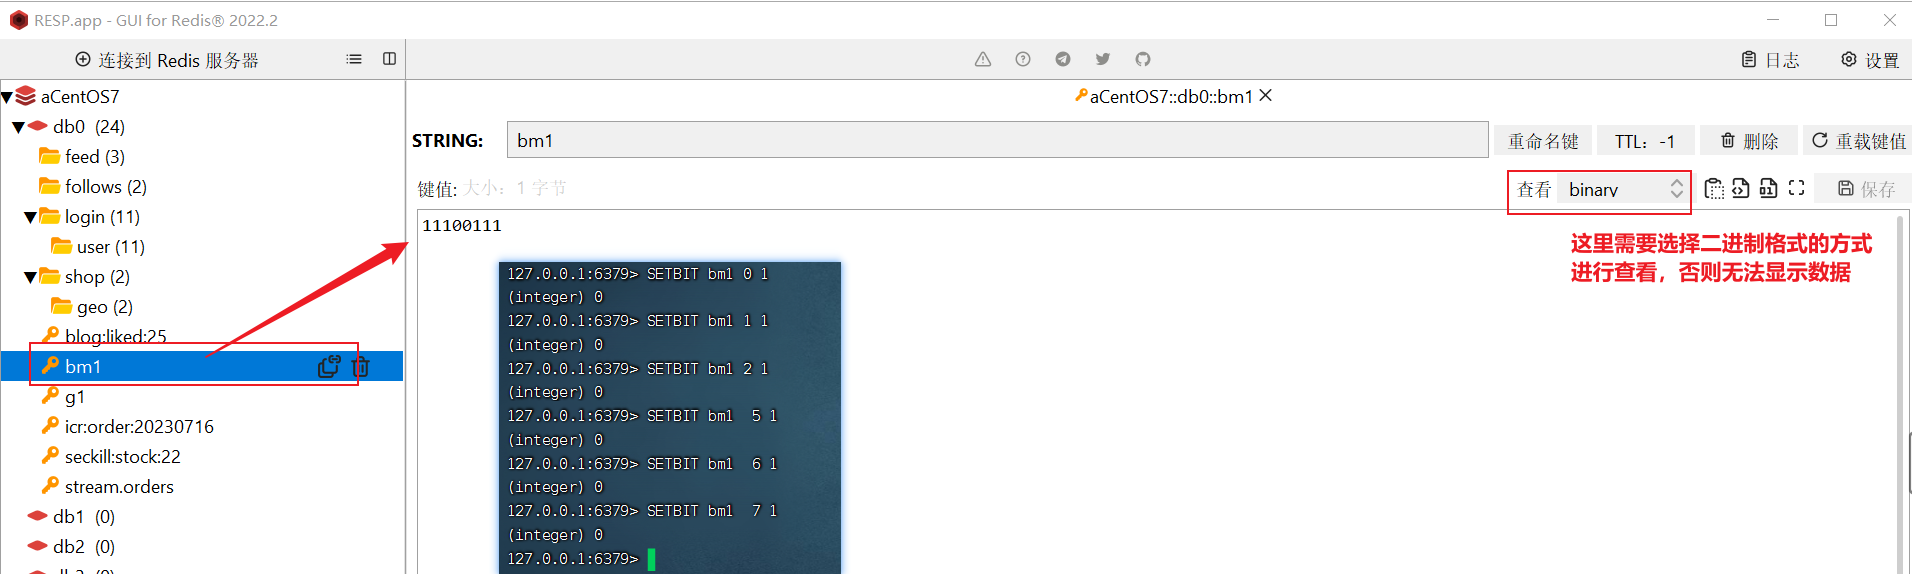 RESP.app - GUI for Redis® 2022.2
连接到 Redis 服务器
日志
设置
aCentOS7
db0 (24)
feed (3)
follows (2)
login (11)
user (11)
shop (2)
geo (2)
blog:liked:25
bm1
g1
icr:order:20230716
seckill:stock:22
stream.orders
db1 (0)
db2 (0)
aCentOS7::db0::bm1
STRING:
bm1
重命名键
TTL: -1
删除
重载键值
键值: 大小: 1 字节
查看
binary
保存
11100111
这里需要选择二进制格式的方式
进行查看，否则无法显示数据
127.0.0.1:6379> SETBIT bm1 0 1
(integer) 0
127.0.0.1:6379> SETBIT bm1 1 1
(integer) 0
127.0.0.1:6379> SETBIT bm1 2 1
(integer) 0
127.0.0.1:6379> SETBIT bm1  5 1
(integer) 0
127.0.0.1:6379> SETBIT bm1  6 1
(integer) 0
127.0.0.1:6379> SETBIT bm1  7 1
(integer) 0
127.0.0.1:6379>